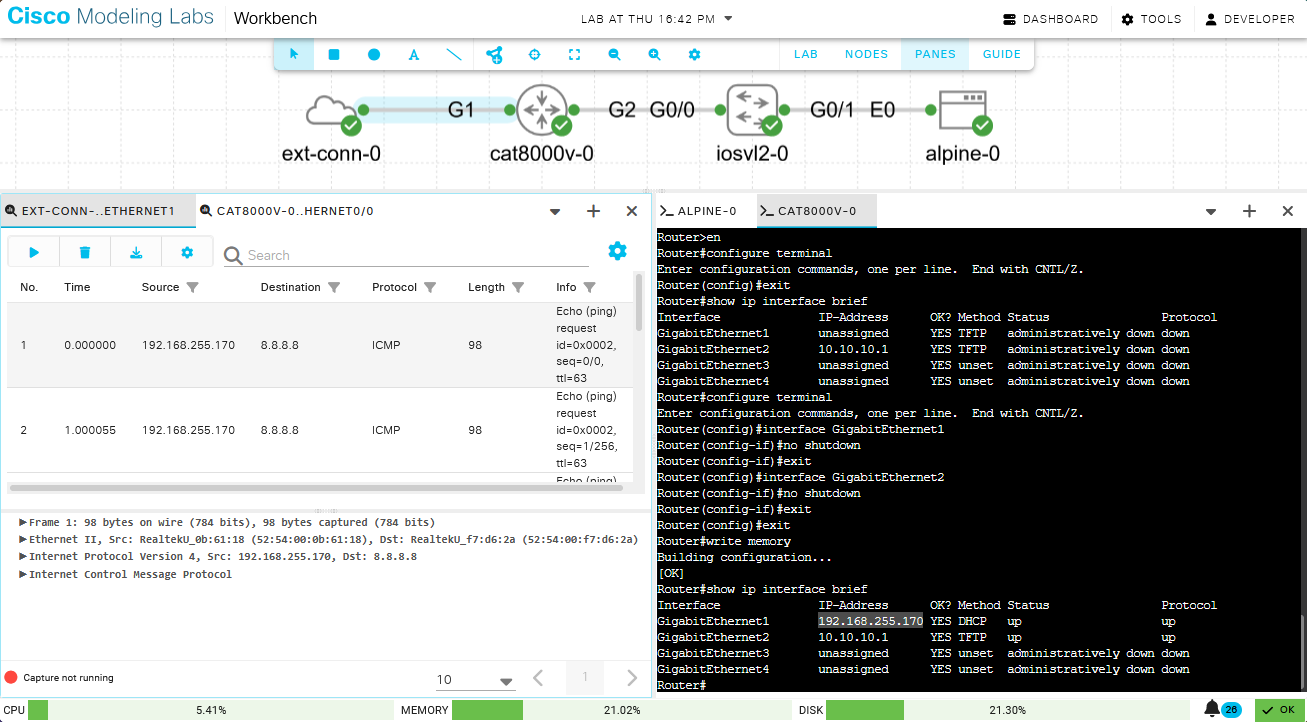 Cisco Modeling Labs Workbench LAB AT THU 16:42 PM DASHBOARD TOOLS DEVELOPER
A LAB NODES PANES GUIDE
G1 G2 G0/0 G0/1 E0
ext-conn-0 cat8000v-0 iosvl2-0 alpine-0
EXT-CONN-..ETHERNET1 CAT8000V-0..HERNET0/0
Search
No. Time Source Destination Protocol Length Info
1 0.000000 192.168.255.170 8.8.8.8 ICMP 98 Echo (ping)
request
id=0x0002,
seq=0/0,
ttl=63
2 1.000055 192.168.255.170 8.8.8.8 ICMP 98 Echo (ping)
request
id=0x0002,
seq=1/256,
ttl=63
Echo (ping)
Frame 1: 98 bytes on wire (784 bits), 98 bytes captured (784 bits)
Ethernet II, Src: RealtekU_0b:61:18 (52:54:00:0b:61:18), Dst: RealtekU_f7:d6:2a (52:54:00:f7:d6:2a)
Internet Protocol Version 4, Src: 192.168.255.170, Dst: 8.8.8.8
Internet Control Message Protocol
Capture not running 10 1
ALPINE-0 CAT8000V-0
Router>en
Router#configure terminal
Enter configuration commands, one per line.  End with CNTL/Z.
Router(config)#exit
Router#show ip interface brief
Interface IP-Address OK? Method Status Protocol
GigabitEthernet1 unassigned YES TFTP administratively down down
GigabitEthernet2 10.10.10.1 YES TFTP administratively down down
GigabitEthernet3 unassigned YES unset administratively down down
GigabitEthernet4 unassigned YES unset administratively down down
Router#configure terminal
Enter configuration commands, one per line.  End with CNTL/Z.
Router(config)#interface GigabitEthernet1
Router(config-if)#no shutdown
Router(config-if)#exit
Router(config)#interface GigabitEthernet2
Router(config-if)#no shutdown
Router(config-if)#exit
Router(config)#exit
Router#write memory
Building configuration...
[OK]
Router#show ip interface brief
Interface IP-Address OK? Method Status Protocol
GigabitEthernet1 192.168.255.170 YES DHCP up up
GigabitEthernet2 10.10.10.1 YES TFTP up up
GigabitEthernet3 unassigned YES unset administratively down down
GigabitEthernet4 unassigned YES unset administratively down down
Router#
CPU 5.41% MEMORY 21.02% DISK 21.30% 26 OK